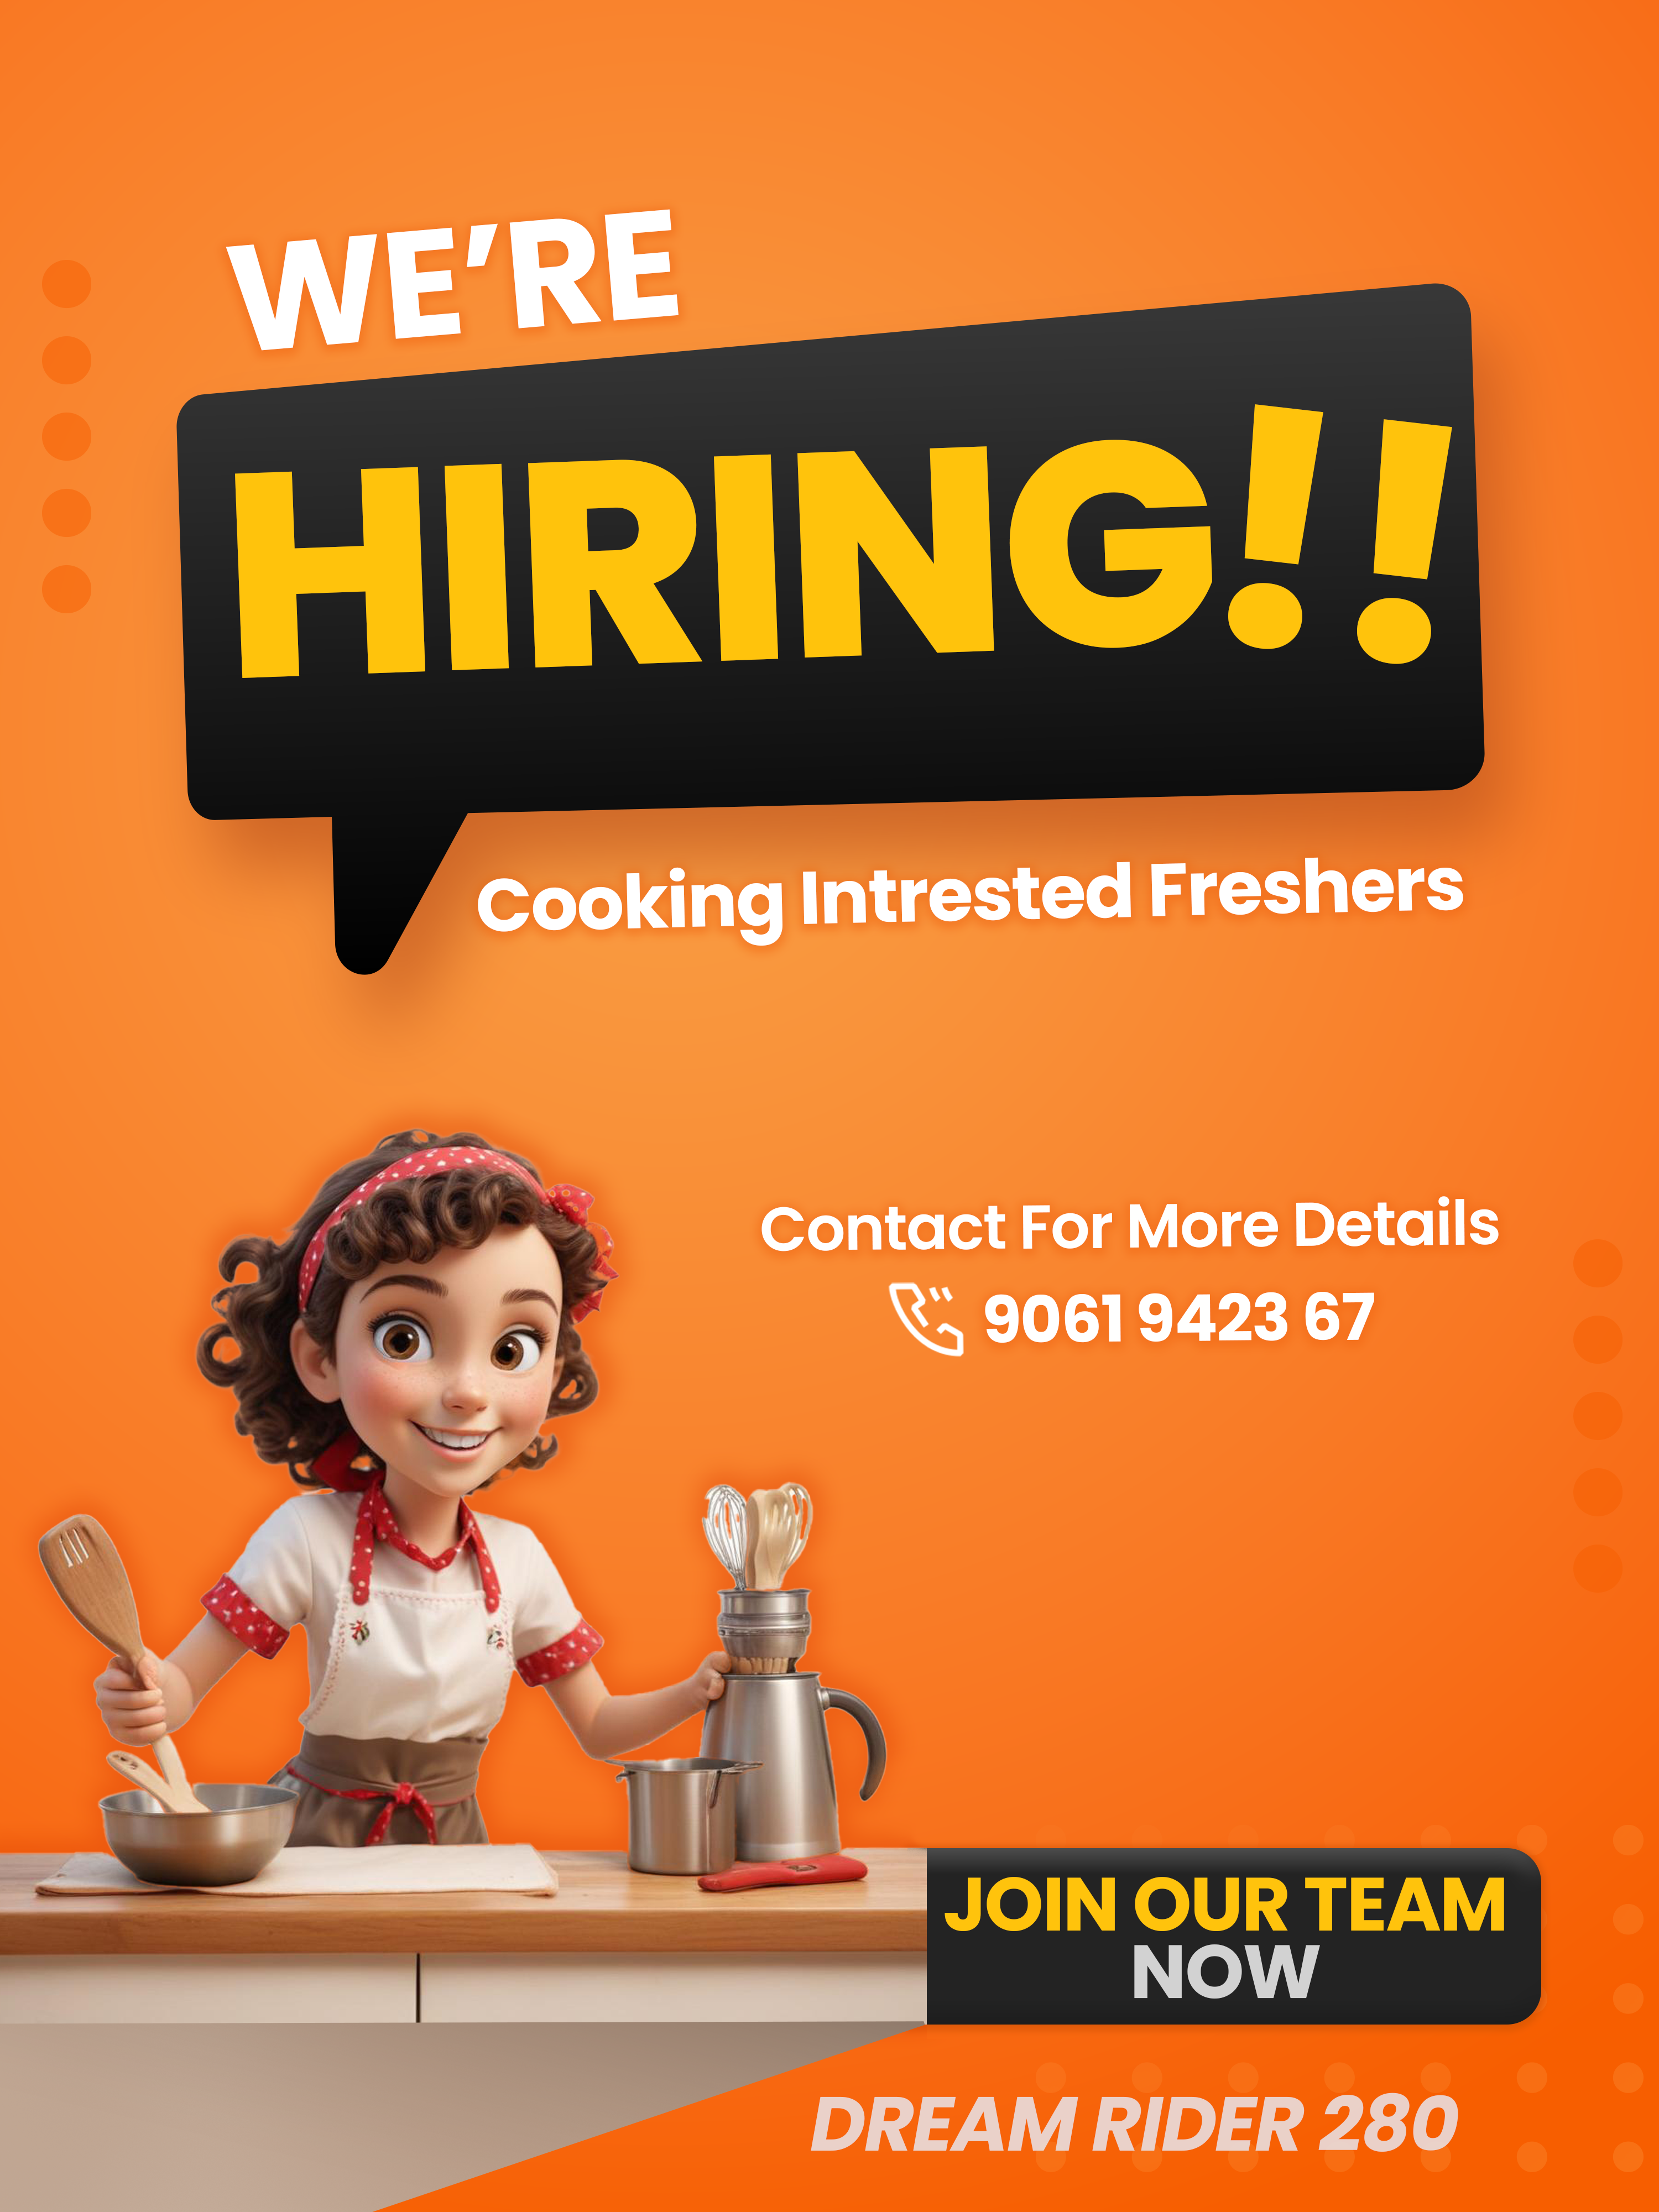 WE'RE
HIRING!!
Cooking Intrested Freshers
Contact For More Details
9061 9423 67
JOIN OUR TEAM
NOW
DREAM RIDER 280